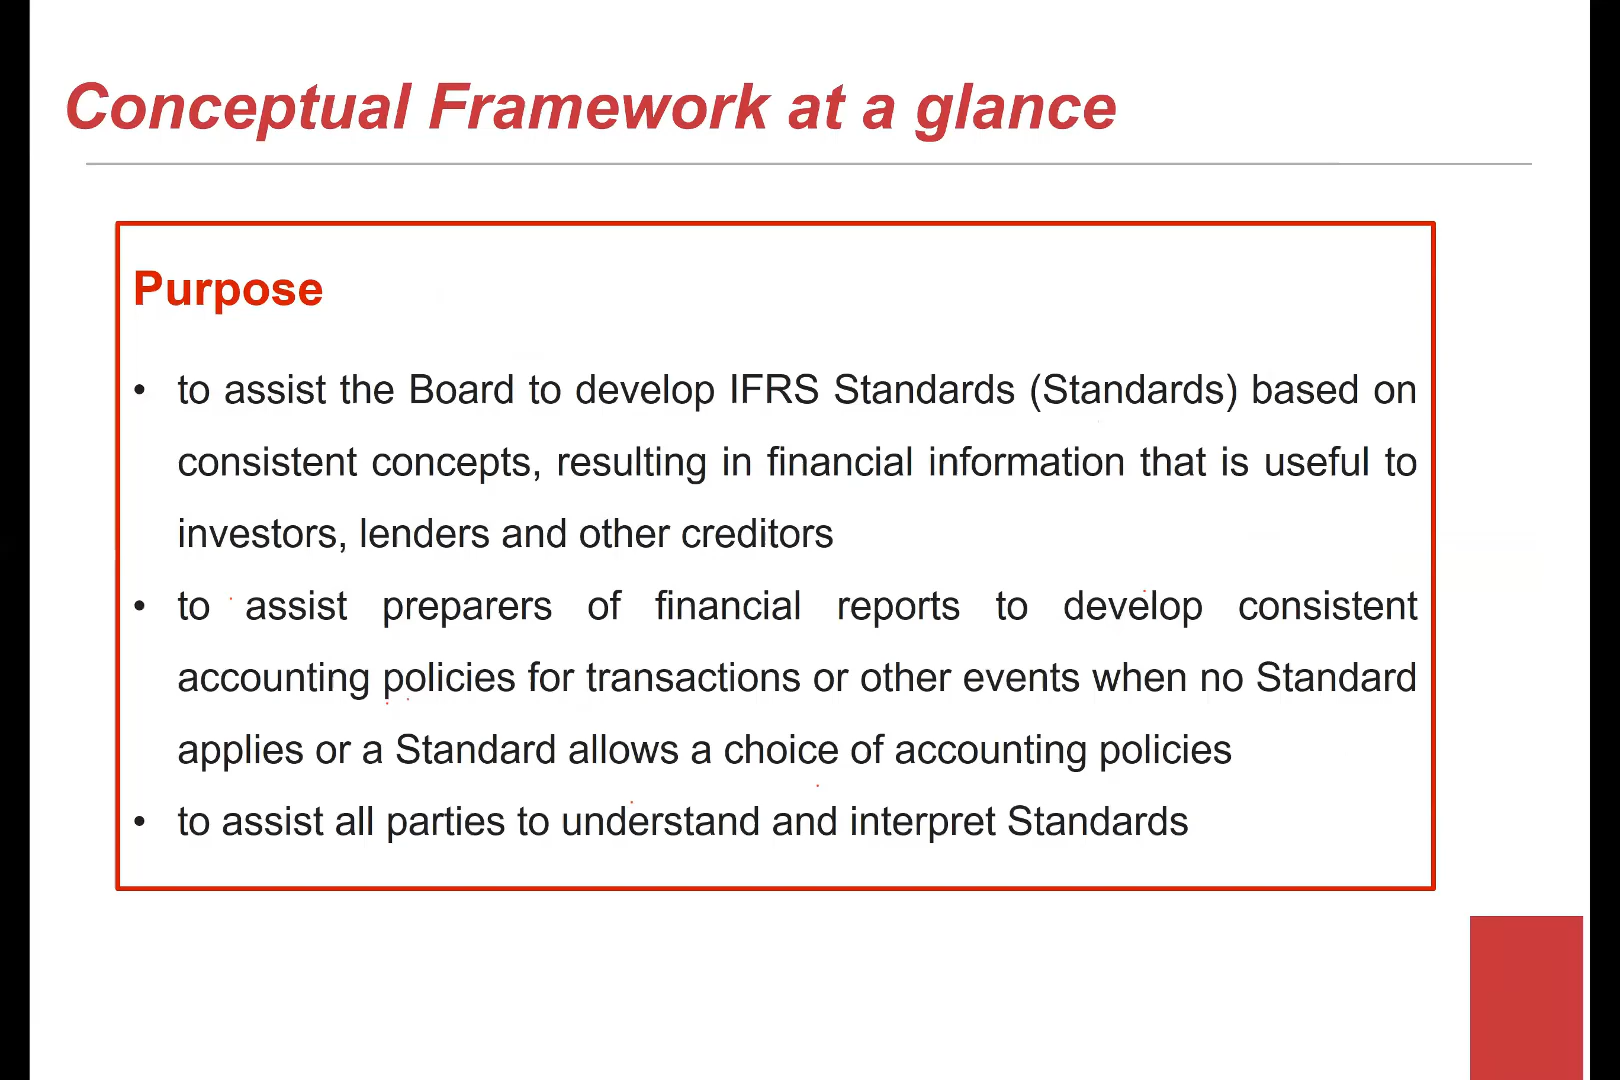 Conceptual Framework at a glance
Purpose
• to assist the Board to develop IFRS Standards (Standards) based on
consistent concepts, resulting in financial information that is useful to
investors, lenders and other creditors
• to assist preparers of financial reports to develop consistent
accounting policies for transactions or other events when no Standard
applies or a Standard allows a choice of accounting policies
• to assist all parties to understand and interpret Standards